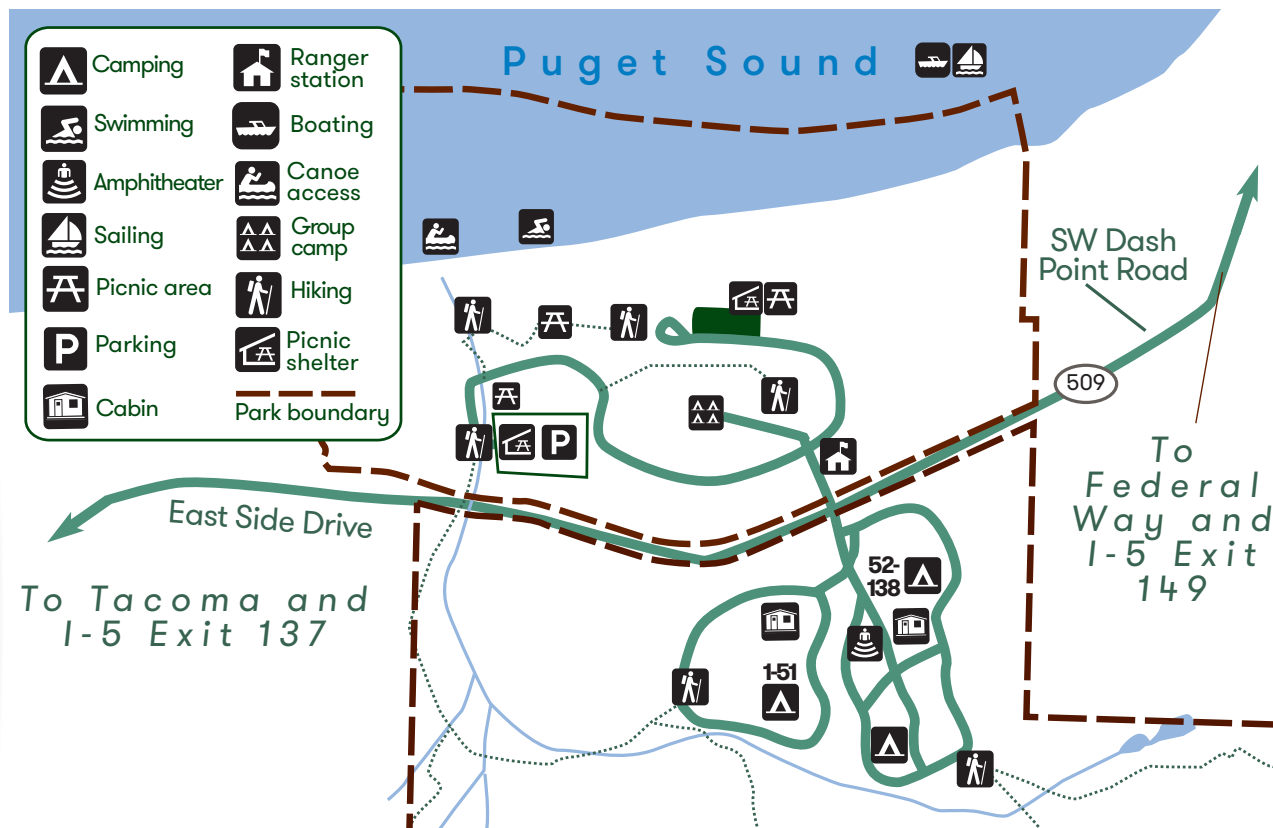 Camping
Ranger
station
Swimming
Boating
Amphitheater
Canoe
access
Sailing
Group
camp
Picnic area
Hiking
P
Parking
Picnic
shelter
Cabin
Park boundary
Puget Sound
SW Dash
Point Road
509
To
Federal
Way and
I-5 Exit
149
P
East Side Drive
To Tacoma and
I-5 Exit 137
52-
138
1-51